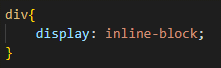 div{
    display: inline-block;
}